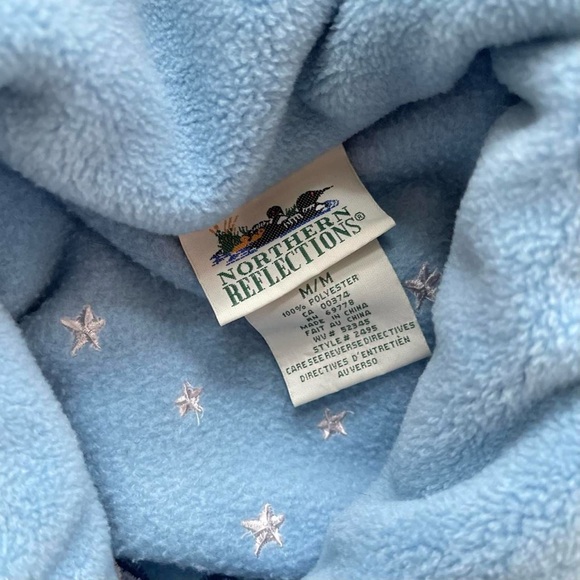 NORTHERN
REFLECTIONS®
M/M
100% POLYESTER
CA 00374
RN 69778
MADE IN CHINA
FAIT AU CHINA
WU# 52345
STYLE# 2495
CARE SEE REVERSE DIRECTIVES
DIRECTIVES D'ENTRETIEN
AU VERSO